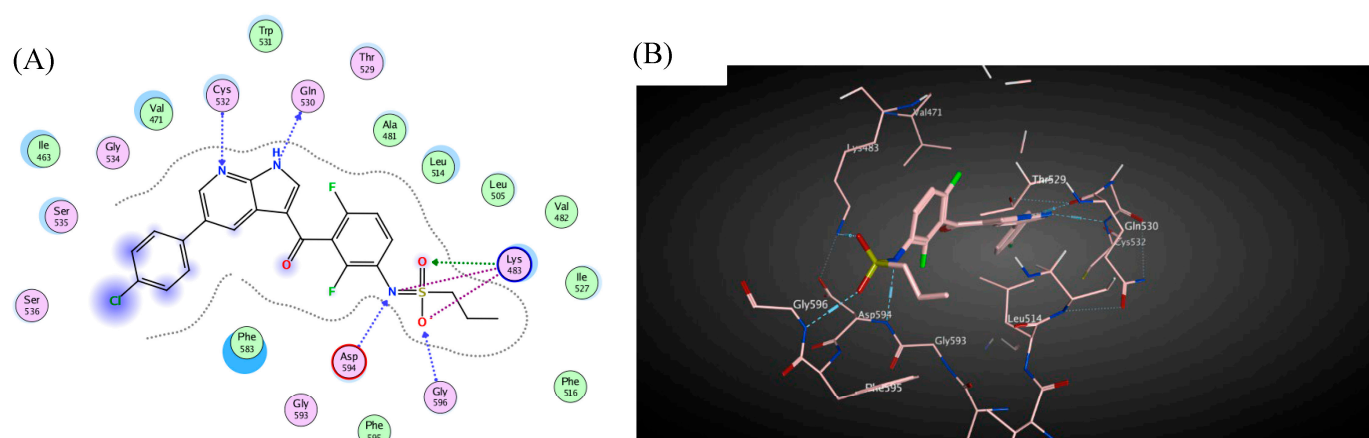 (A)
Trp
531
Thr
529
Cys
532
Gln
530
Val
471
Ala
481
Ile
463
Gly
534
Leu
514
Leu
505
Ser
535
Val
482
H
N
N
F
O
F
N
S
O
O
Cl
Lys
483
Ile
527
Ser
536
Phe
583
Asp
594
Gly
596
Phe
516
Gly
593
Phe
595
(B)
Val471
Lys483
Thr529
Gln530
Cys532
Gly596
Asp594
Leu514
Gly593
Phe595